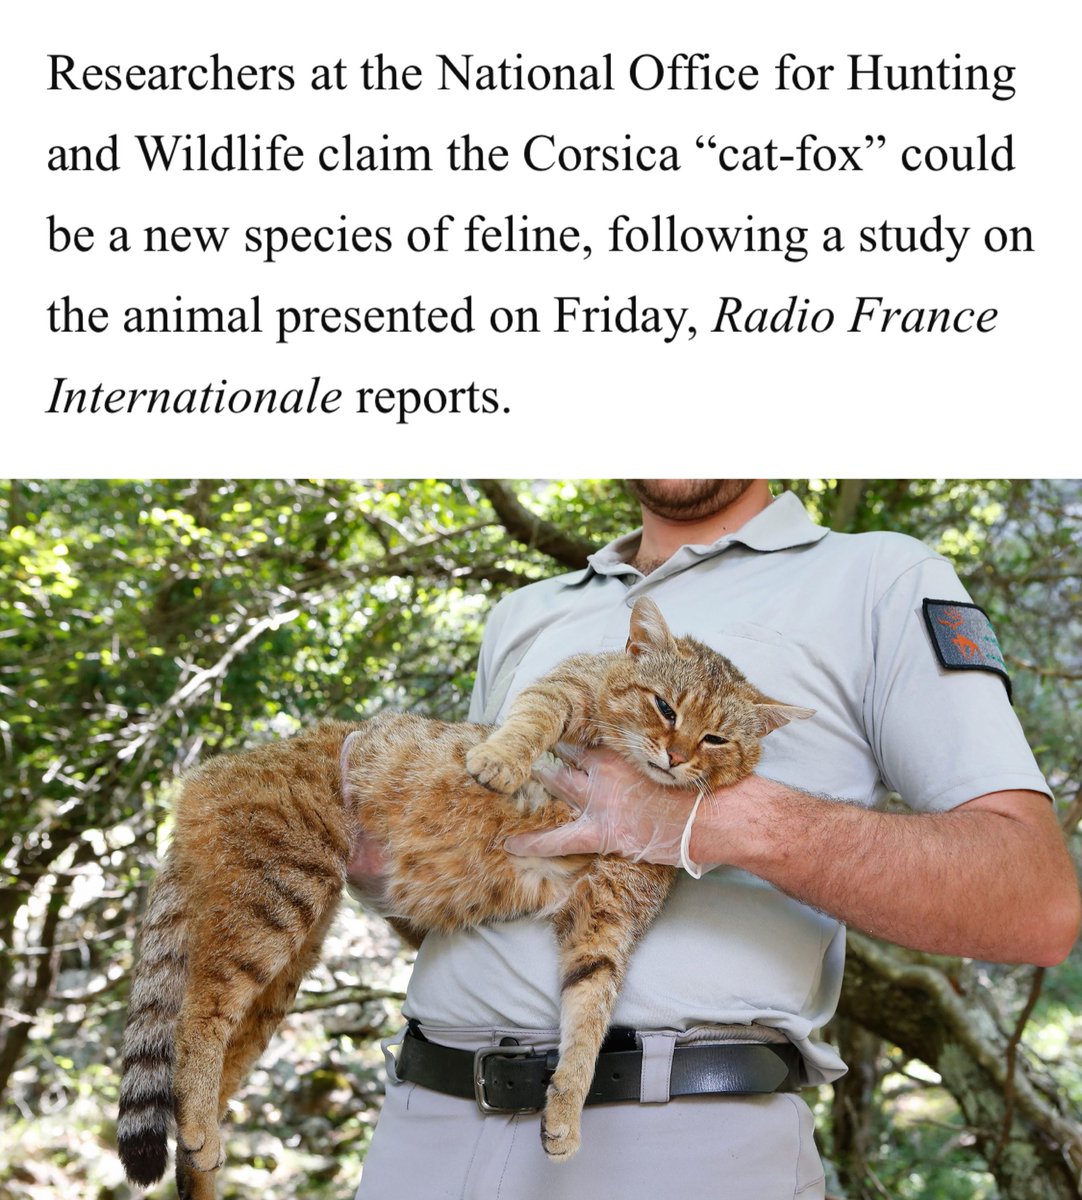 Researchers at the National Office for Hunting
and Wildlife claim the Corsica “cat-fox” could
be a new species of feline, following a study on
the animal presented on Friday, Radio France
Internationale reports.